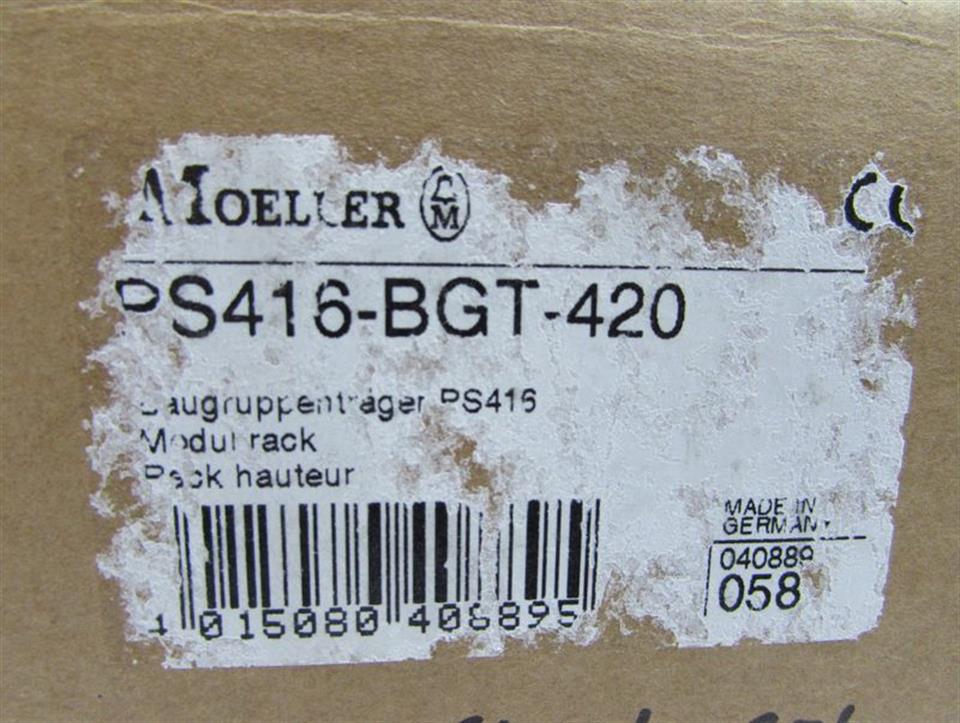 MOELLER LM CE
PS416-BGT-420
Baugruppenträger PS416
Modul rack
Rack hauteur
MADE IN
GERMANY
040889
058
4 015080 408895